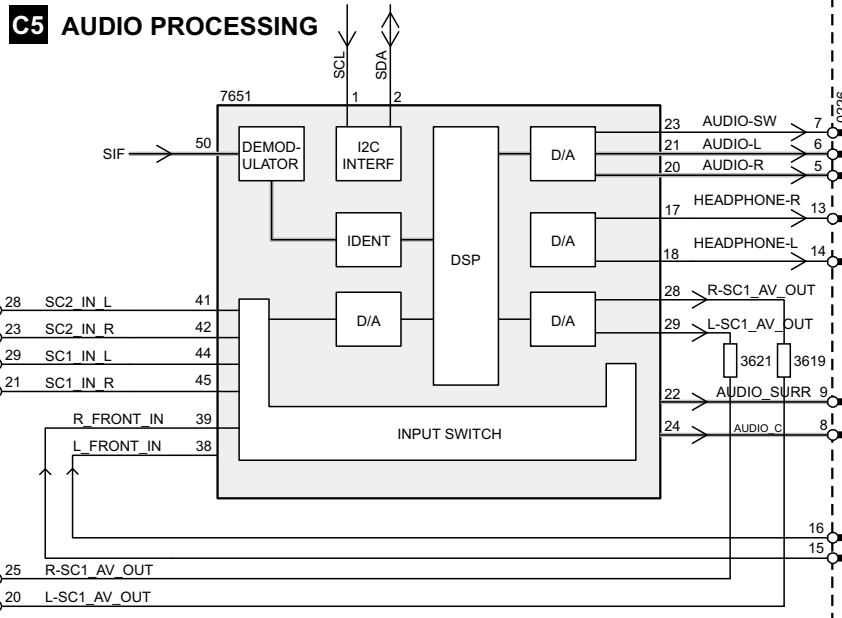 C5 AUDIO PROCESSING
SCL
SDA
7651
1
2
0226
SIF
50
DEMOD-
ULATOR
I2C
INTERF
D/A
23 AUDIO-SW 7
21 AUDIO-L 6
20 AUDIO-R 5
17 HEADPHONE-R 13
IDENT
DSP
D/A
18 HEADPHONE-L 14
28 SC2_IN_L 41
23 SC2_IN_R 42
29 SC1_IN_L 44
21 SC1_IN_R 45
D/A
D/A
28 R-SC1_AV_OUT
29 L-SC1_AV_OUT
3621
3619
22 AUDIO_SURR 9
24 AUDIO_C 8
R_FRONT_IN 39
L_FRONT_IN 38
INPUT SWITCH
16
15
25 R-SC1_AV_OUT
20 L-SC1_AV_OUT